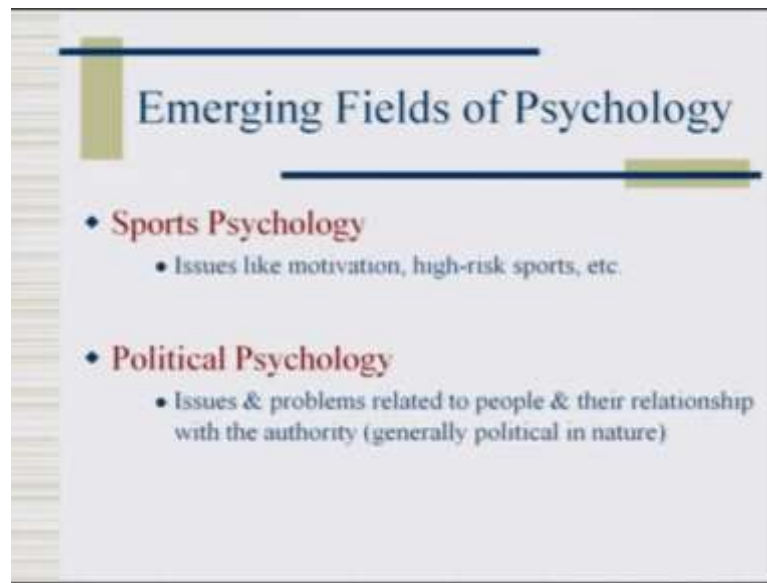 Emerging Fields of Psychology
Sports Psychology
Issues like motivation, high-risk sports, etc.
Political Psychology
Issues & problems related to people & their relationship
with the authority (generally political in nature)